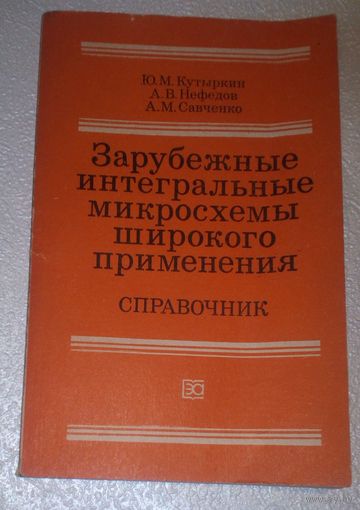 Ю.М. Кутыркин
А.В. Нефедов
А.М. Савченко
Зарубежные
интегральные
микросхемы
широкого
применения
СПРАВОЧНИК